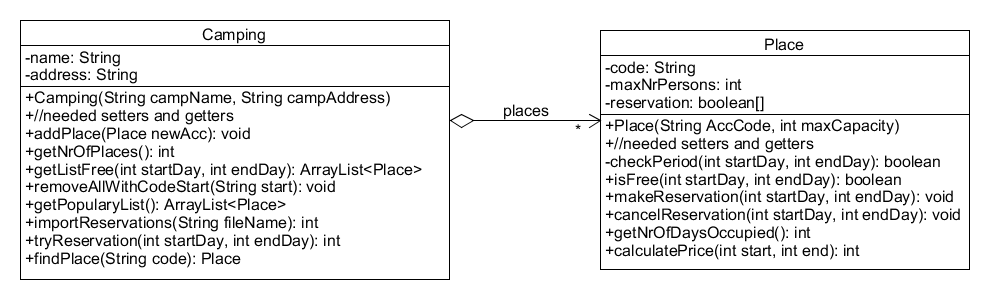 Camping
-name: String
-address: String
+Camping(String campName, String campAddress)
+//needed setters and getters
+addPlace(Place newAcc): void
+getNrOfPlaces(): int
+getListFree(int startDay, int endDay): ArrayList<Place>
+removeAllWithCodeStart(String start): void
+getPopularyList(): ArrayList<Place>
+importReservations(String fileName): int
+tryReservation(int startDay, int endDay): int
+findPlace(String code): Place
places
*
Place
-code: String
-maxNrPersons: int
-reservation: boolean[]
+Place(String AccCode, int maxCapacity)
+//needed setters and getters
-checkPeriod(int startDay, int endDay): boolean
+isFree(int startDay, int endDay): boolean
+makeReservation(int startDay, int endDay): void
+cancelReservation(int startDay, int endDay): void
+getNrOfDaysOccupied(): int
+calculatePrice(int start, int end): int